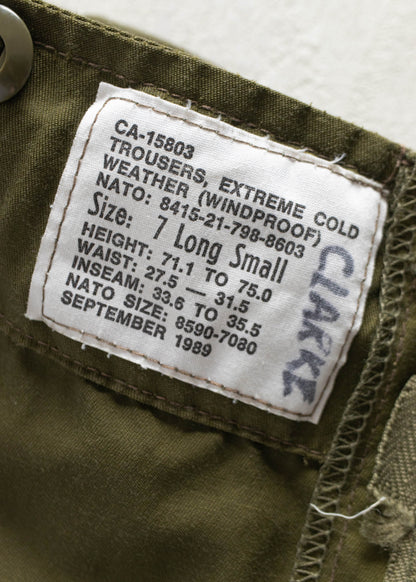 CA-15803
TROUSERS, EXTREME COLD
WEATHER (WINDPROOF)
NATO: 8415-21-798-8603
Size: 7 Long Small
HEIGHT: 71.1 TO 75.0
WAIST: 27.5 — 31.5
INSEAM: 33.6 TO 35.5
NATO SIZE: 8590-7080
SEPTEMBER 1989
CLARKE